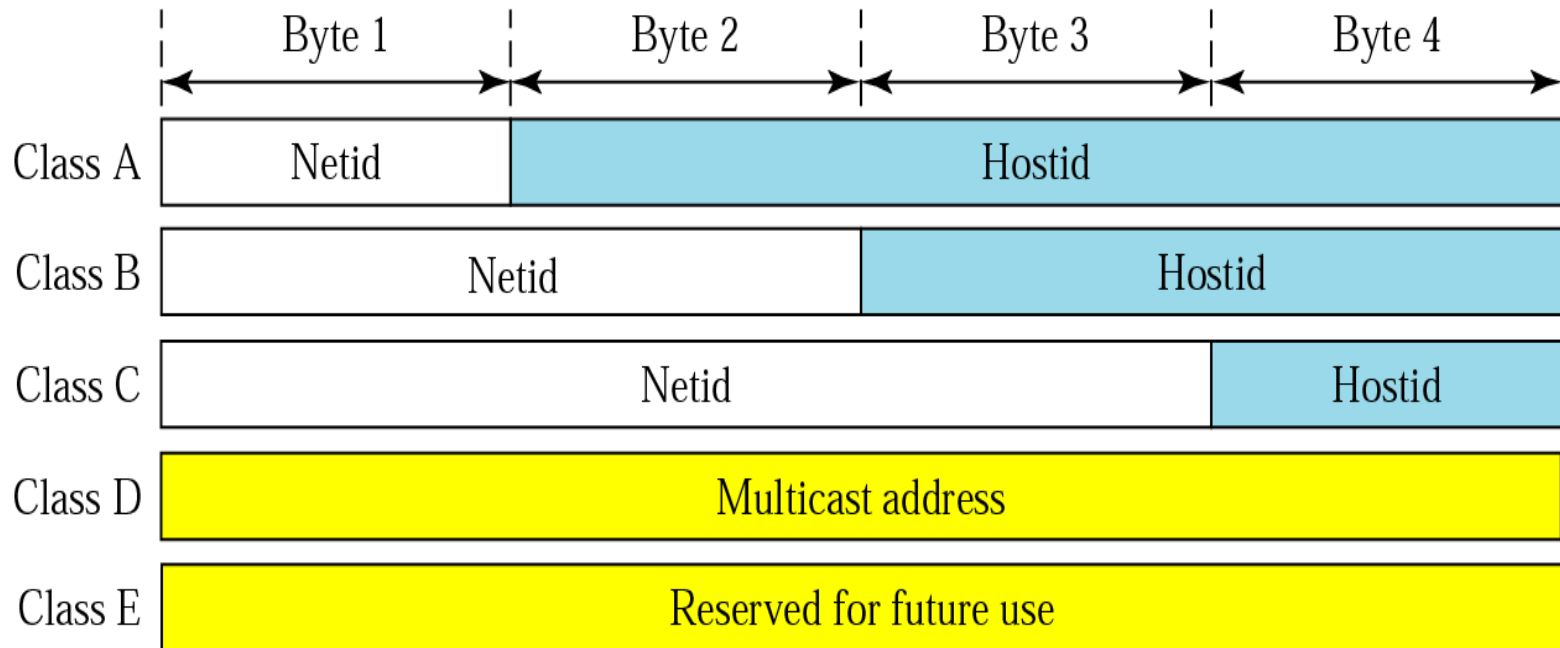 Byte 1 Byte 2 Byte 3 Byte 4
Class A Netid Hostid
Class B Netid Hostid
Class C Netid Hostid
Class D Multicast address
Class E Reserved for future use